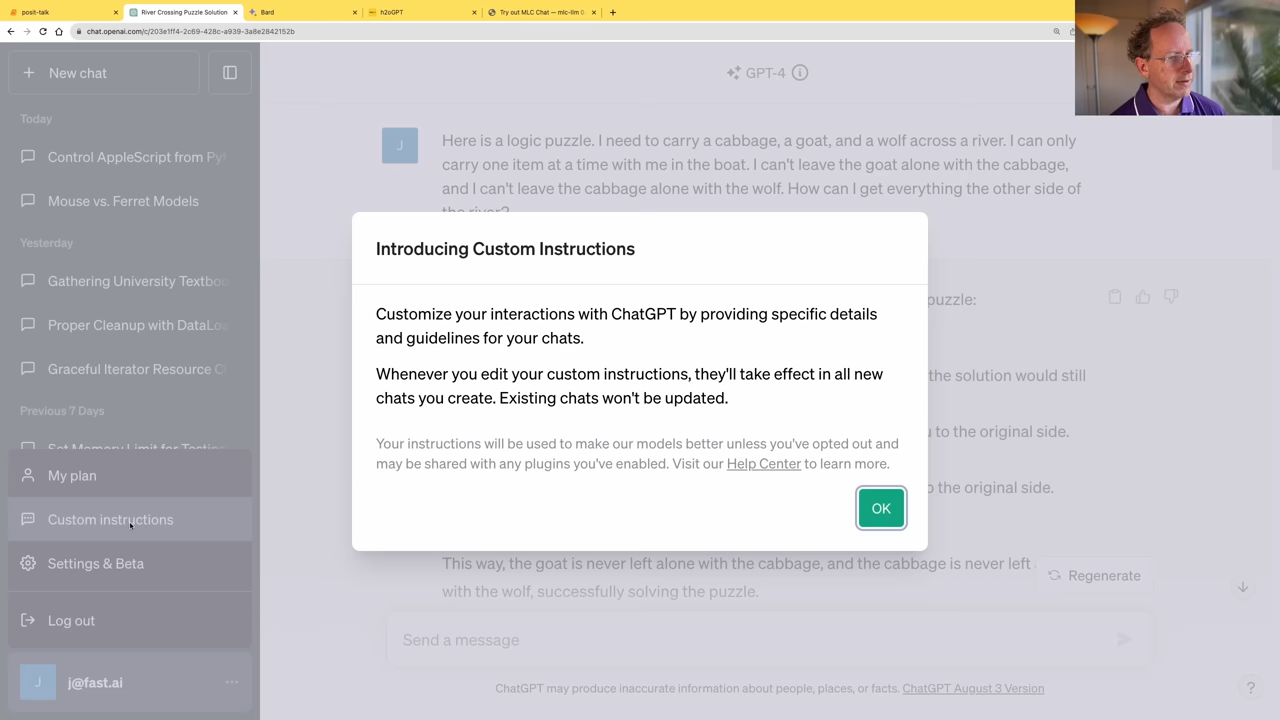 posit-talk
River Crossing Puzzle Solution
Bard
h2oGPT
Try out MLC Chat — mlc-llm 0.
chat.openai.com/c/203e1ff4-2c69-428c-a939-3a8e2842152b
New chat
Today
Control AppleScript from Pyt
Mouse vs. Ferret Models
Yesterday
Gathering University Textboo
Proper Cleanup with DataLo
Graceful Iterator Resource C
Previous 7 Days
Set Memory Limit for Testing
My plan
Custom instructions
Settings & Beta
Log out
J
j@fast.ai
GPT-4
J
Here is a logic puzzle. I need to carry a cabbage, a goat, and a wolf across a river. I can only
carry one item at a time with me in the boat. I can't leave the goat alone with the cabbage,
and I can't leave the cabbage alone with the wolf. How can I get everything the other side of
the river?
Introducing Custom Instructions
Customize your interactions with ChatGPT by providing specific details
and guidelines for your chats.
Whenever you edit your custom instructions, they'll take effect in all new
chats you create. Existing chats won't be updated.
Your instructions will be used to make our models better unless you've opted out and
may be shared with any plugins you've enabled. Visit our Help Center to learn more.
OK
puzzle:
the solution would still
to the original side.
to the original side.
This way, the goat is never left alone with the cabbage, and the cabbage is never left
with the wolf, successfully solving the puzzle.
Regenerate
Send a message
ChatGPT may produce inaccurate information about people, places, or facts. ChatGPT August 3 Version
?